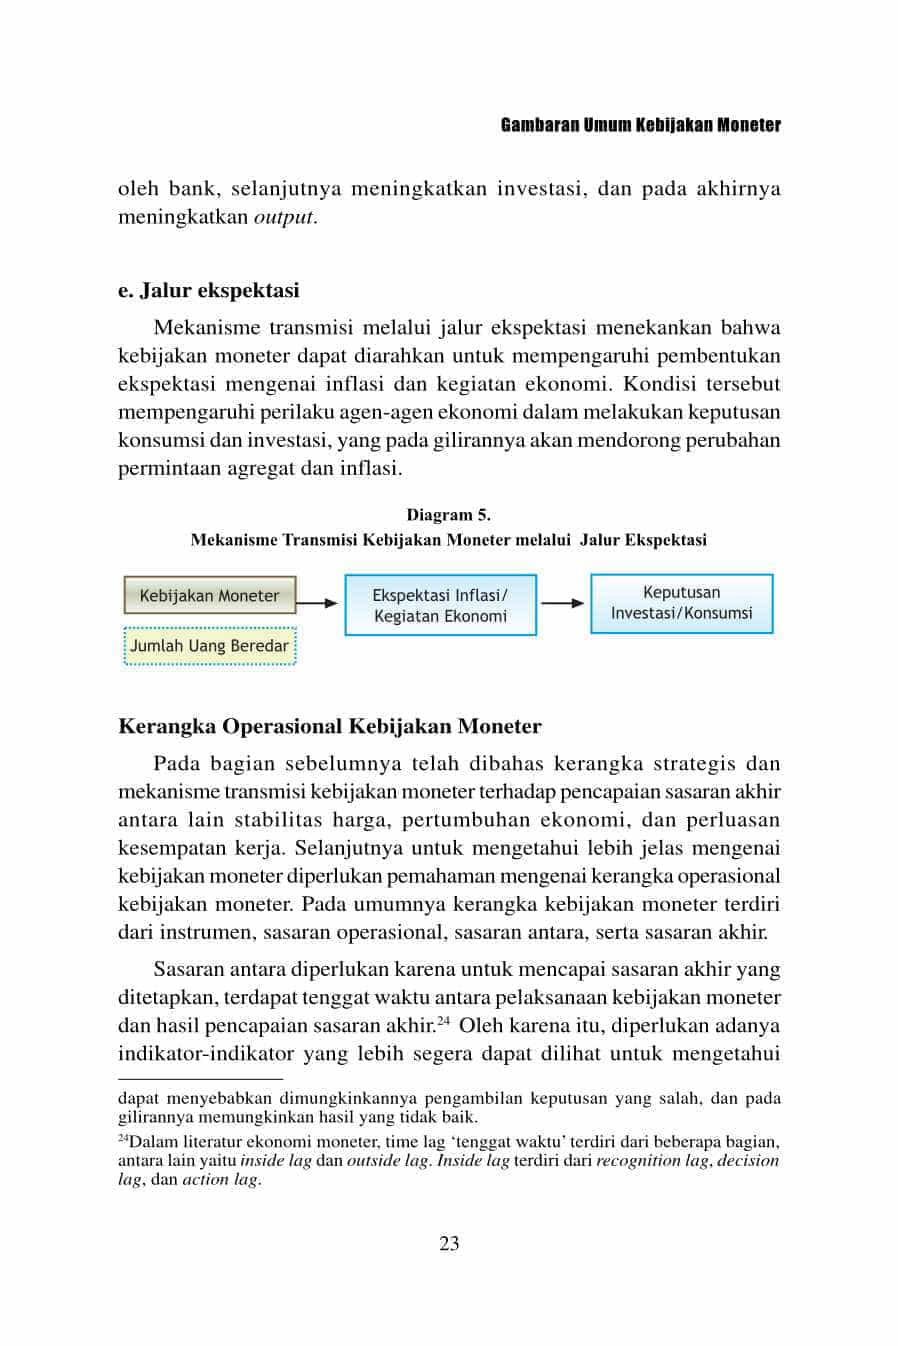 Gambaran Umum Kebijakan Moneter
oleh bank, selanjutnya meningkatkan investasi, dan pada akhirnya
meningkatkan output.
e. Jalur ekspektasi
Mekanisme transmisi melalui jalur ekspektasi menekankan bahwa
kebijakan moneter dapat diarahkan untuk mempengaruhi pembentukan
ekspektasi mengenai inflasi dan kegiatan ekonomi. Kondisi tersebut
mempengaruhi perilaku agen-agen ekonomi dalam melakukan keputusan
konsumsi dan investasi, yang pada gilirannya akan mendorong perubahan
permintaan agregat dan inflasi.
Diagram 5.
Mekanisme Transmisi Kebijakan Moneter melalui Jalur Ekspektasi
Kebijakan Moneter
Jumlah Uang Beredar
Ekspektasi Inflasi/
Kegiatan Ekonomi
Keputusan
Investasi/Konsumsi
Kerangka Operasional Kebijakan Moneter
Pada bagian sebelumnya telah dibahas kerangka strategis dan
mekanisme transmisi kebijakan moneter terhadap pencapaian sasaran akhir
antara lain stabilitas harga, pertumbuhan ekonomi, dan perluasan
kesempatan kerja. Selanjutnya untuk mengetahui lebih jelas mengenai
kebijakan moneter diperlukan pemahaman mengenai kerangka operasional
kebijakan moneter. Pada umumnya kerangka kebijakan moneter terdiri
dari instrumen, sasaran operasional, sasaran antara, serta sasaran akhir.
Sasaran antara diperlukan karena untuk mencapai sasaran akhir yang
ditetapkan, terdapat tenggat waktu antara pelaksanaan kebijakan moneter
dan hasil pencapaian sasaran akhir.24 Oleh karena itu, diperlukan adanya
indikator-indikator yang lebih segera dapat dilihat untuk mengetahui
dapat menyebabkan dimungkinkannya pengambilan keputusan yang salah, dan pada
gilirannya memungkinkan hasil yang tidak baik.
24Dalam literatur ekonomi moneter, time lag ‘tenggat waktu’ terdiri dari beberapa bagian,
antara lain yaitu inside lag dan outside lag. Inside lag terdiri dari recognition lag, decision
lag, dan action lag.
23